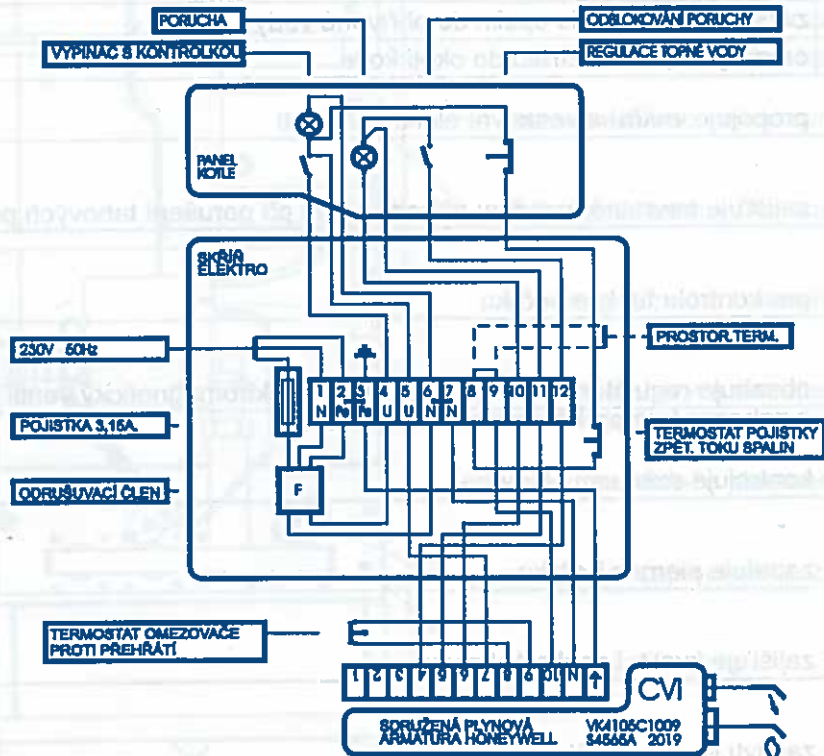 PORUCHA
ODBLOKOVÁNÍ PORUCHY
VYPÍNAČ S KONTROLKOU
REGULACE TOPNÉ VODY
PANEL
KOTLE
SKŘÍŇ
ELEKTRO
230V 50Hz
PROSTOR.TERM.
1 2 3 4 5 6 7 8 9 10 11 12
N Pe Pe U U N N
POJISTKA 3,15A.
TERMOSTAT POJISTKY
ZPĚT. TOKU SPALIN
ODRUŠUVACÍ ČLEN
F
TERMOSTAT OMEZOVAČE
PROTI PŘEHŘÁTÍ
1 2 3 4 5 6 7 8 9 10 N
CVI
SDRUŽENÁ PLYNOVÁ VK4105C1009
ARMATURA HONEYWELL S4565A 2019